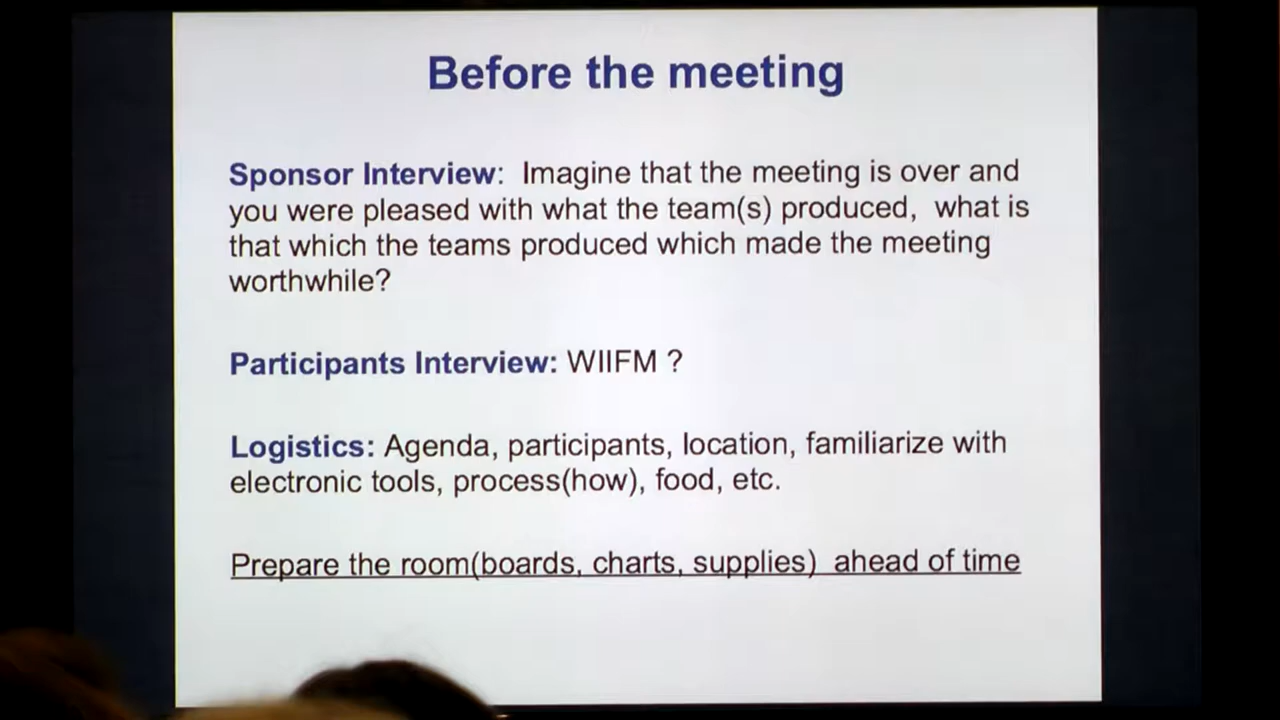 Before the meeting
Sponsor Interview:  Imagine that the meeting is over and
you were pleased with what the team(s) produced,  what is
that which the teams produced which made the meeting
worthwhile?
Participants Interview: WIIFM ?
Logistics: Agenda, participants, location, familiarize with
electronic tools, process(how), food, etc.
Prepare the room(boards, charts, supplies)  ahead of time